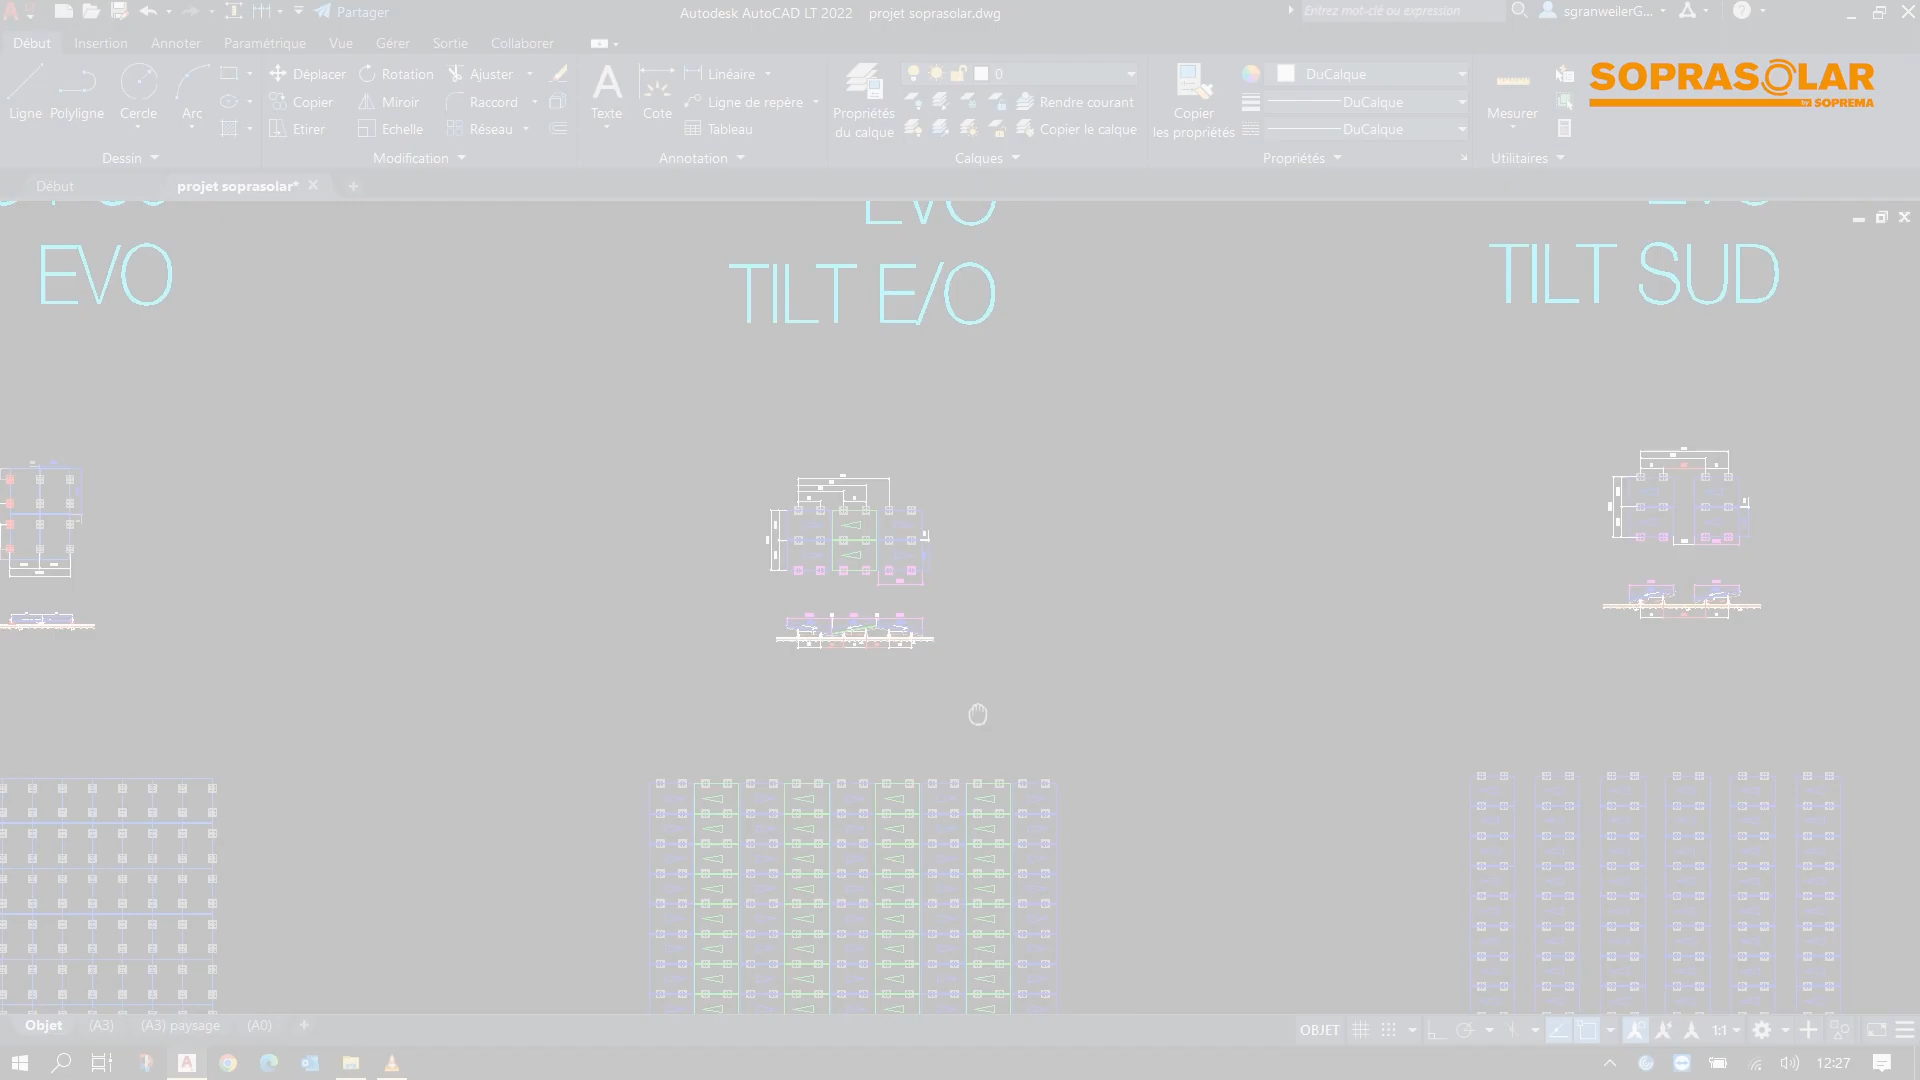 Partager
Autodesk AutoCAD LT 2022 projet soprasolar.dwg
Entrez mot-clé ou expression
sgranweilerG...
Début Insertion Annoter Paramétrique Vue Gérer Sortie Collaborer
Ligne Polyligne Cercle Arc
Déplacer Rotation Ajuster
Copier Miroir Raccord
Etirer Echelle Réseau
Texte Cote
Linéaire
Ligne de repère
Tableau
Propriétés du calque
0
Rendre courant
Copier le calque
Copier les propriétés
DuCalque
DuCalque
DuCalque
Mesurer
SOPRASOLAR
by SOPREMA
Dessin Modification Annotation Calques Propriétés Utilitaires
Début projet soprasolar*
EVO
EVO
TILT E/O
TILT SUD
Objet (A3) (A3) paysage (A0)
OBJET 1:1
12:27